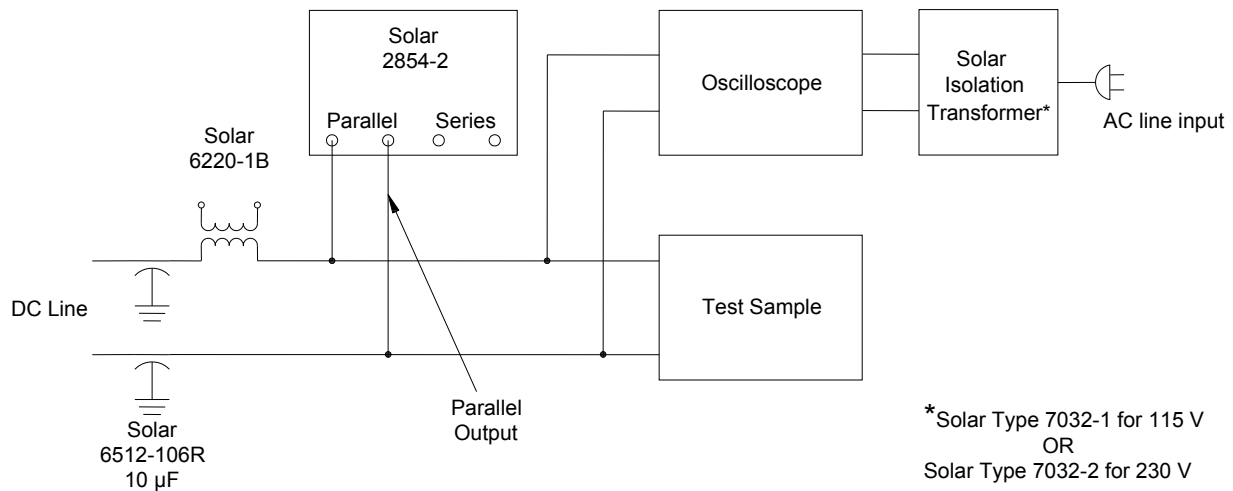 Solar
2854-2
Parallel
Series
Solar
6220-1B
Oscilloscope
Solar
Isolation
Transformer*
AC line input
DC Line
Test Sample
Solar
6512-106R
10 µF
Parallel
Output
*Solar Type 7032-1 for 115 V
OR
Solar Type 7032-2 for 230 V